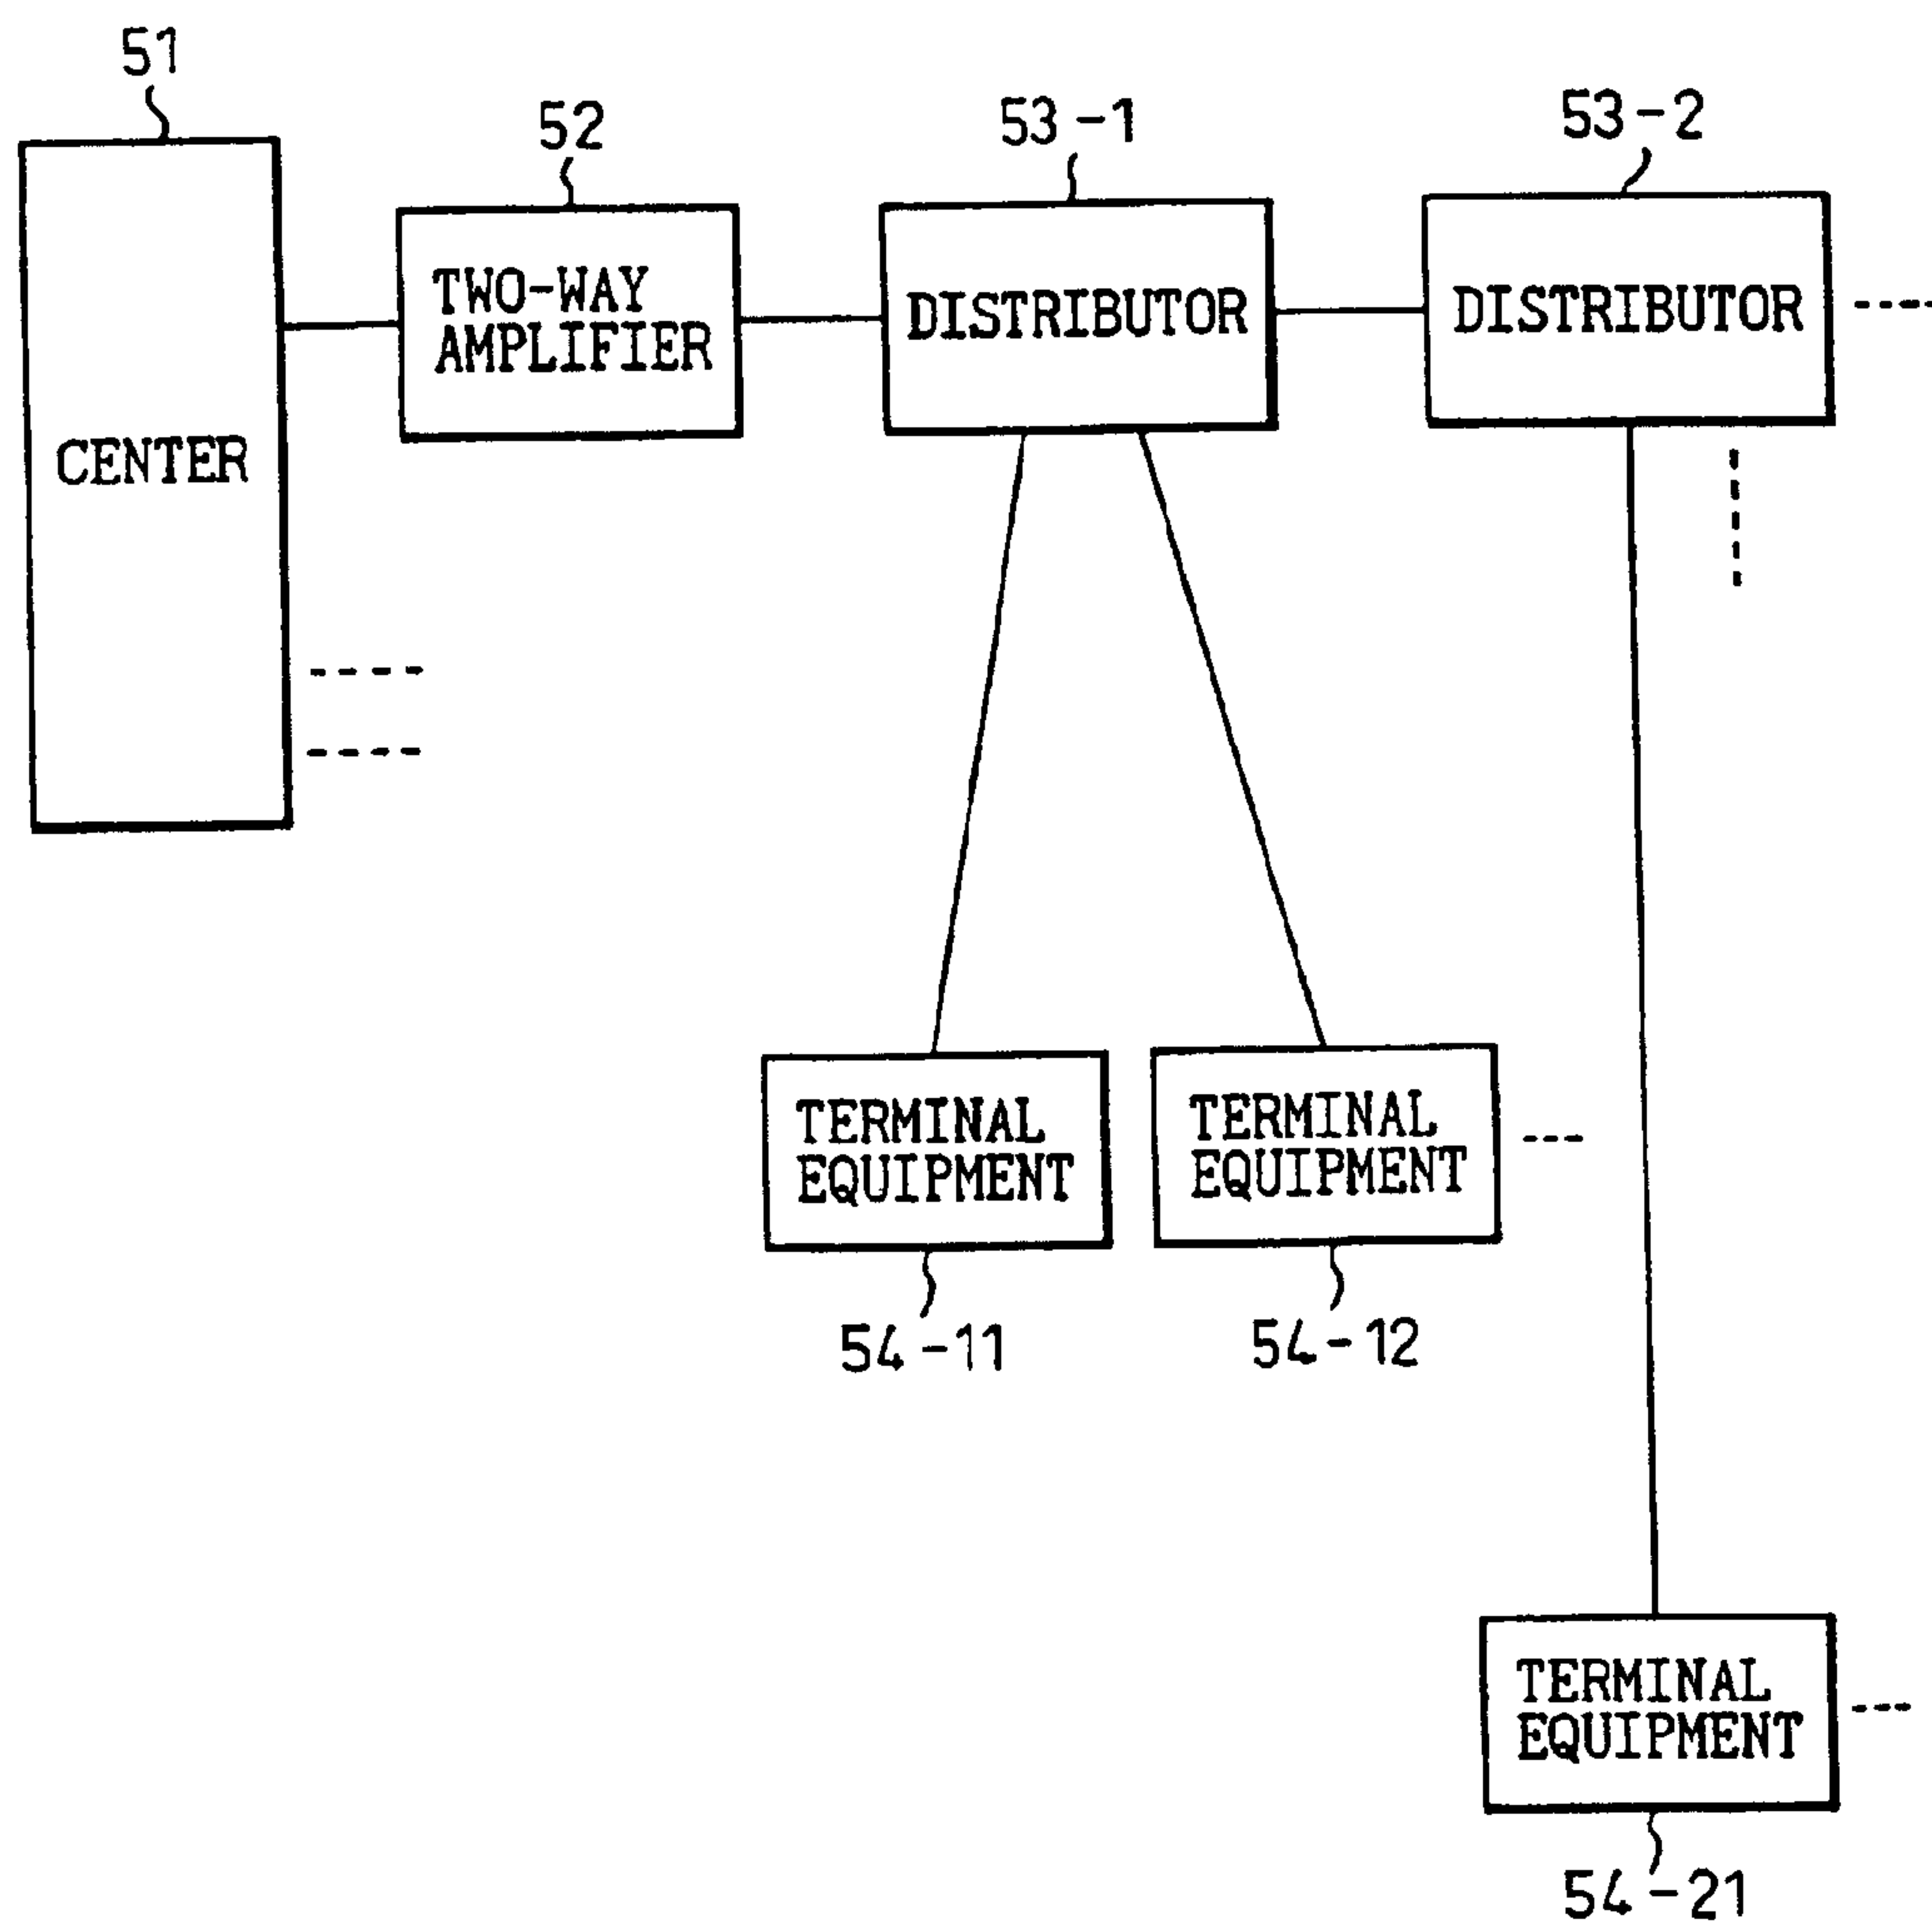 51
52
53-1
53-2
CENTER
TWO-WAY
AMPLIFIER
DISTRIBUTOR
DISTRIBUTOR
TERMINAL
EQUIPMENT
TERMINAL
EQUIPMENT
54-11
54-12
TERMINAL
EQUIPMENT
54-21